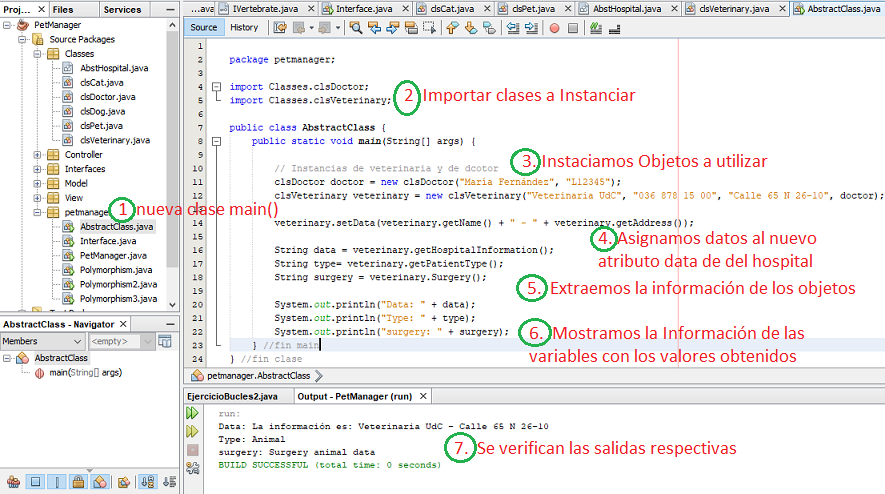 Proj... Files Services
PetManager
Source Packages
Classes
AbstHospital.java
clsCat.java
clsDoctor.java
clsDog.java
clsPet.java
clsVeterinary.java
Controller
Interfaces
Model
View
petmanager
AbstractClass.java
Interface.java
PetManager.java
Polymorphism.java
Polymorphism2.java
Polymorphism3.java
1. nueva clase main()
AbstractClass - Navigator
Members <empty>
AbstractClass
main(String[] args)
...ava IVertebrate.java Interface.java clsCat.java clsPet.java AbstHospital.java clsVeterinary.java AbstractClass.java
Source History
1
2 package petmanager;
3
4 import Classes.clsDoctor;
5 import Classes.clsVeterinary;
2. Importar clases a Instanciar
6
7 public class AbstractClass {
8 public static void main(String[] args) {
9
3. Instaciamos Objetos a utilizar
10 // Instancias de veterinaria y de dcotor
11 clsDoctor doctor = new clsDoctor("María Fernández", "L12345");
12 clsVeterinary veterinary = new clsVeterinary("Veterinaria UdC", "036 878 15 00", "Calle 65 N 26-10", doctor);
13
14 veterinary.setData(veterinary.getName() + " - " + veterinary.getAddress());
15
4. Asignamos datos al nuevo
atributo data de del hospital
16 String data = veterinary.getHospitalInformation();
17 String type= veterinary.getPatientType();
18 String surgery = veterinary.Surgery();
5. Extraemos la información de los objetos
19
20 System.out.println("Data: " + data);
21 System.out.println("Type: " + type);
22 System.out.println("surgery: " + surgery);
6. Mostramos la Información de las
variables con los valores obtenidos
23 } //fin main
24 } //fin clase
petmanager.AbstractClass
EjercicioBucles2.java Output - PetManager (run)
run:
Data: La información es: Veterinaria UdC - Calle 65 N 26-10
Type: Animal
surgery: Surgery animal data
BUILD SUCCESSFUL (total time: 0 seconds)
7. Se verifican las salidas respectivas